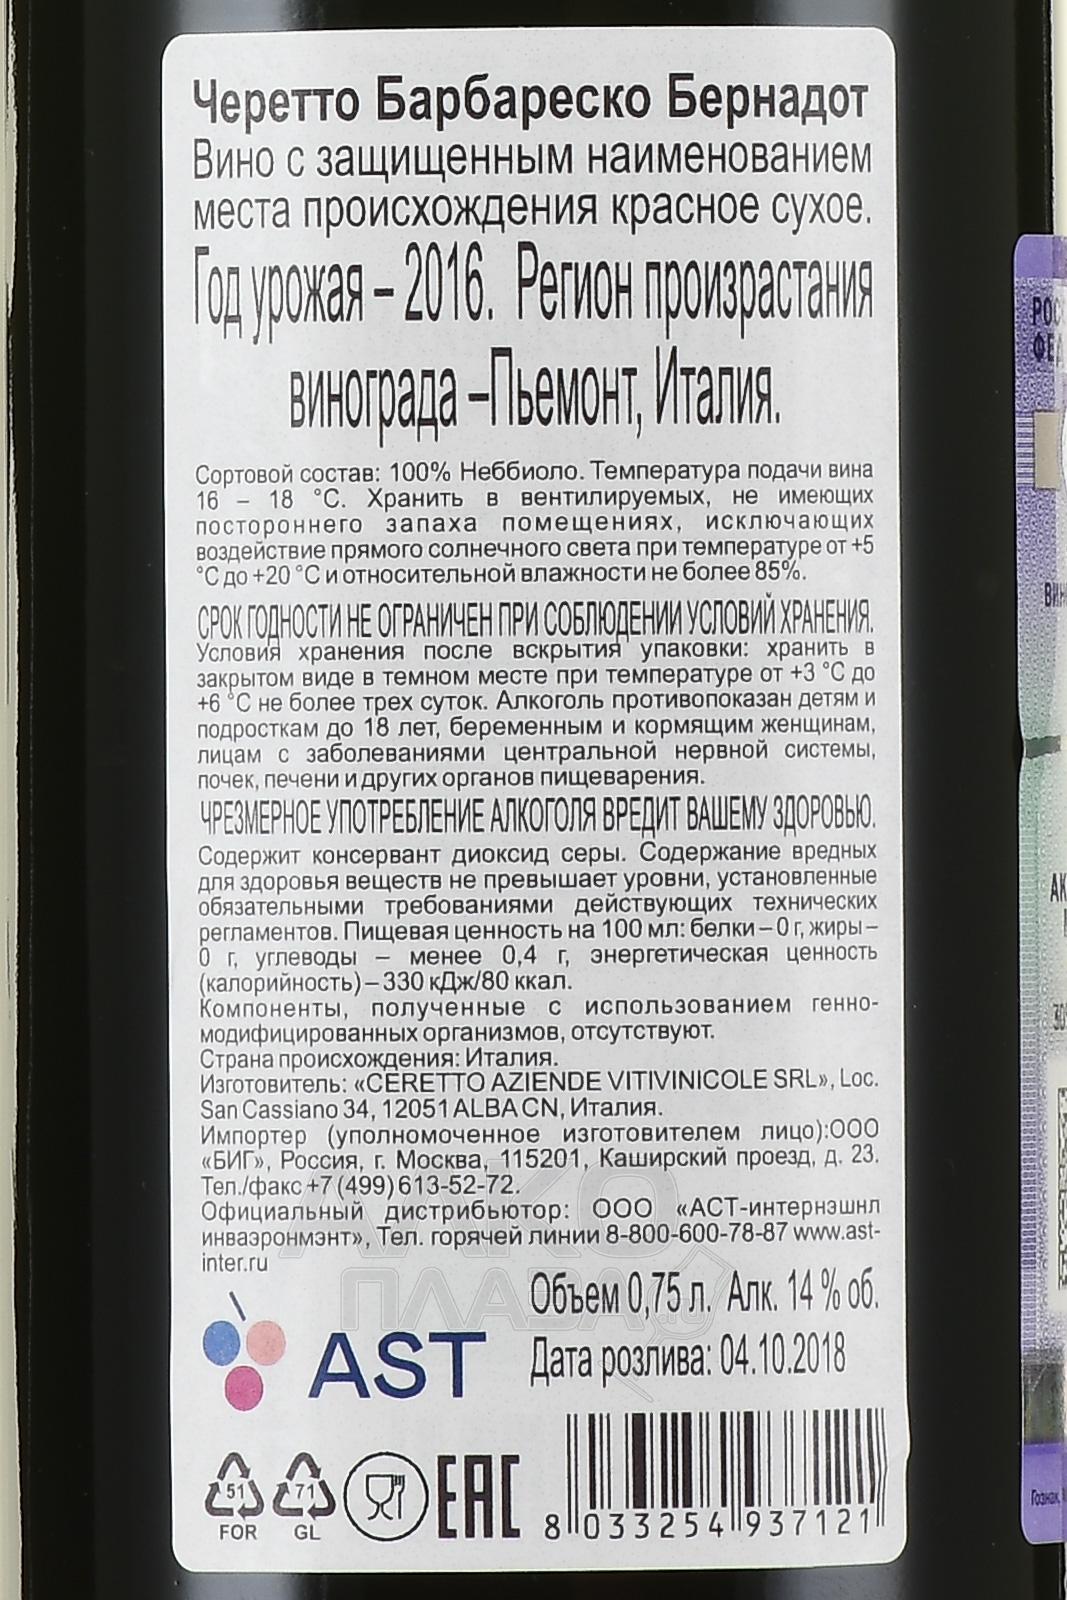 Черетто Барбареско Бернадот
Вино с защищенным наименованием
места происхождения красное сухое.
Год урожая – 2016. Регион произрастания
винограда –Пьемонт, Италия.
Сортовой состав: 100% Неббиоло. Температура подачи вина
16 – 18 °С. Хранить в вентилируемых, не имеющих
постороннего запаха помещениях, исключающих
воздействие прямого солнечного света при температуре от +5
°С до +20 °С и относительной влажности не более 85%.
СРОК ГОДНОСТИ НЕ ОГРАНИЧЕН ПРИ СОБЛЮДЕНИИ УСЛОВИЙ ХРАНЕНИЯ.
Условия хранения после вскрытия упаковки: хранить в
закрытом виде в темном месте при температуре от +3 °С до
+6 °С не более трех суток. Алкоголь противопоказан детям и
подросткам до 18 лет, беременным и кормящим женщинам,
лицам с заболеваниями центральной нервной системы,
почек, печени и других органов пищеварения.
ЧРЕЗМЕРНОЕ УПОТРЕБЛЕНИЕ АЛКОГОЛЯ ВРЕДИТ ВАШЕМУ ЗДОРОВЬЮ.
Содержит консервант диоксид серы. Содержание вредных
для здоровья веществ не превышает уровни, установленные
обязательными требованиями действующих технических
регламентов. Пищевая ценность на 100 мл: белки – 0 г, жиры –
0 г, углеводы – менее 0,4 г, энергетическая ценность
(калорийность) – 330 кДж/80 ккал.
Компоненты, полученные с использованием генно-
модифицированных организмов, отсутствуют.
Страна происхождения: Италия.
Изготовитель: «CERETTO AZIENDE VITIVINICOLE SRL», Loc.
San Cassiano 34, 12051 ALBA CN, Италия.
Импортер (уполномоченное изготовителем лицо):ООО
«БИГ», Россия, г. Москва, 115201, Каширский проезд, д. 23.
Тел./факс +7 (499) 613-52-72.
Официальный дистрибьютор: ООО «АСТ-интернэшнл
инваэронмэнт», Тел. горячей линии 8-800-600-78-87 www.ast-
inter.ru
Объем 0,75 л. Алк. 14 % об.
AST
Дата розлива: 04.10.2018
51
FOR
71
GL
EAC
8 033254 937121
АЛКО
ПЛАЗА
.RU